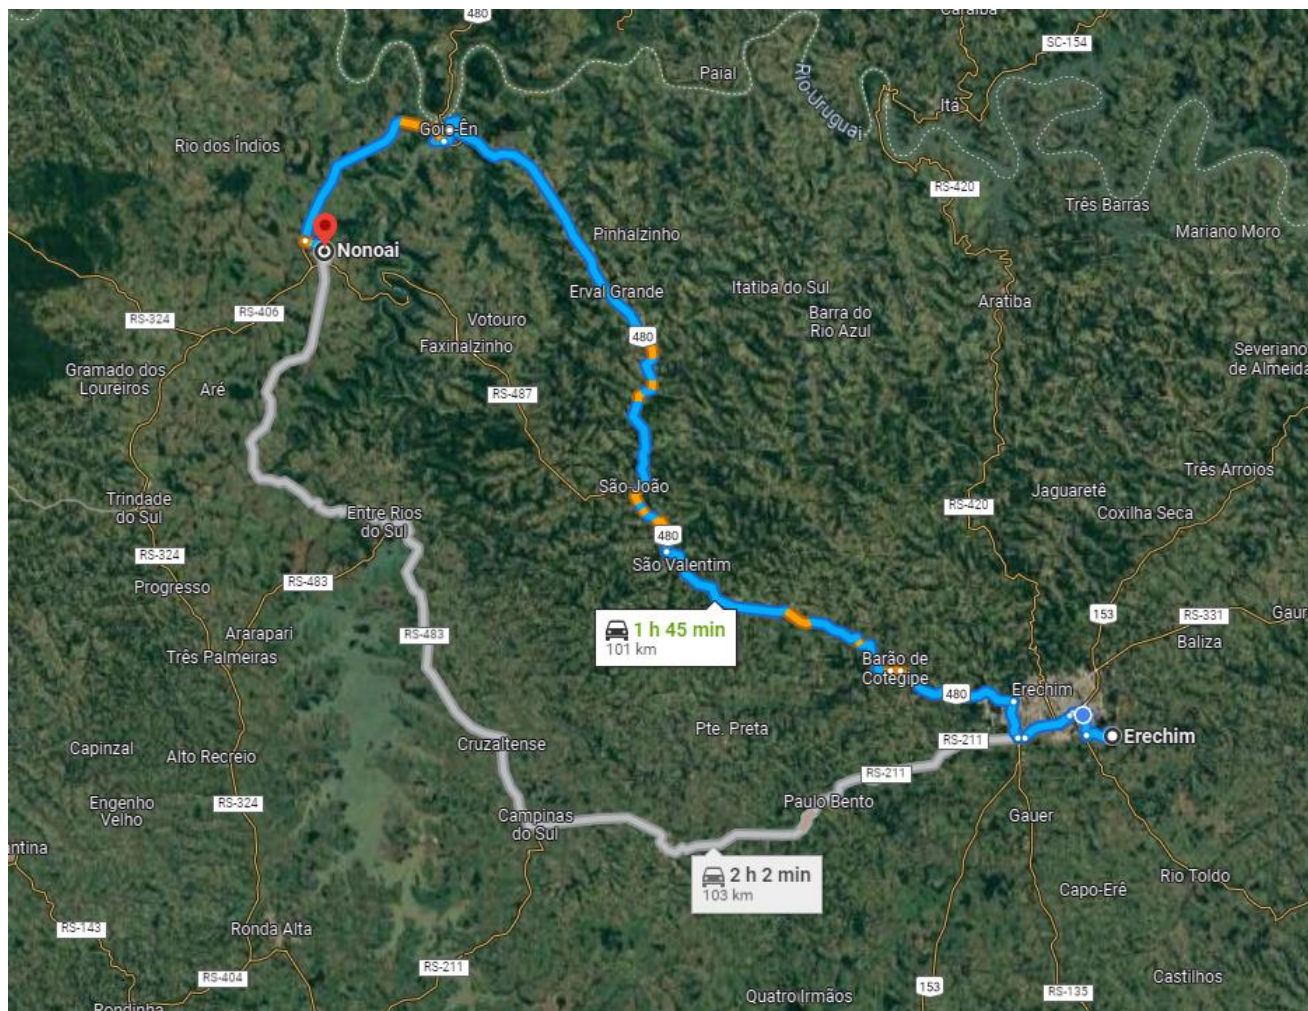 480
Caraíba
SC-154
Paial
Rio Uruguai
Itá
Goio-Ên
Rio dos Índios
RS-420
Três Barras
Mariano Moro
Pinhalzinho
Nonoai
Erval Grande
Itatiba do Sul
Barra do
Rio Azul
Aratiba
RS-324
RS-406
Votouro
Faxinalzinho
480
Severiano
de Almeida
Gramado dos
Loureiros
Aré
RS-487
Três Arroios
São João
Jaguaretê
RS-420
Coxilha Seca
Trindade
do Sul
Entre Rios
do Sul
480
São Valentim
RS-324
Progresso
RS-483
153
RS-331
Gaur
Baliza
Ararapari
RS-483
1 h 45 min
101 km
Três Palmeiras
Barão de
Cotegipe
480
Erechim
Erechim
Pte. Preta
RS-211
Capinzal
Alto Recreio
Cruzaltense
RS-211
Engenho
Velho
RS-324
Paulo Bento
Campinas
do Sul
Gauer
antina
2 h 2 min
103 km
Rio Toldo
Capo-Erê
RS-143
Ronda Alta
RS-404
RS-211
Castilhos
153
RS-135
Quatro Irmãos
Rondinha